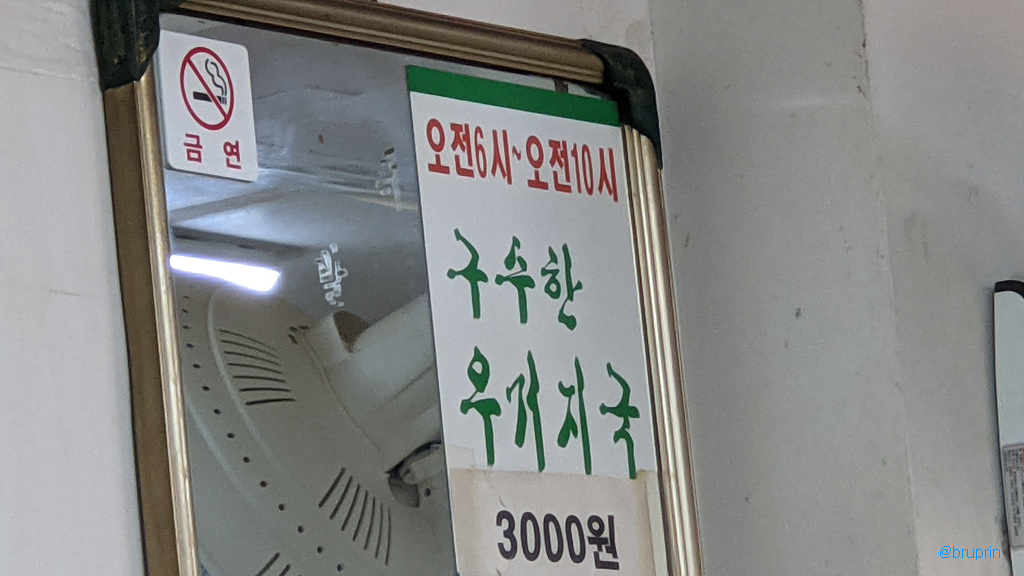 금연
오전6시~오전10시
구수한
우거지국
3000원
@bruprin